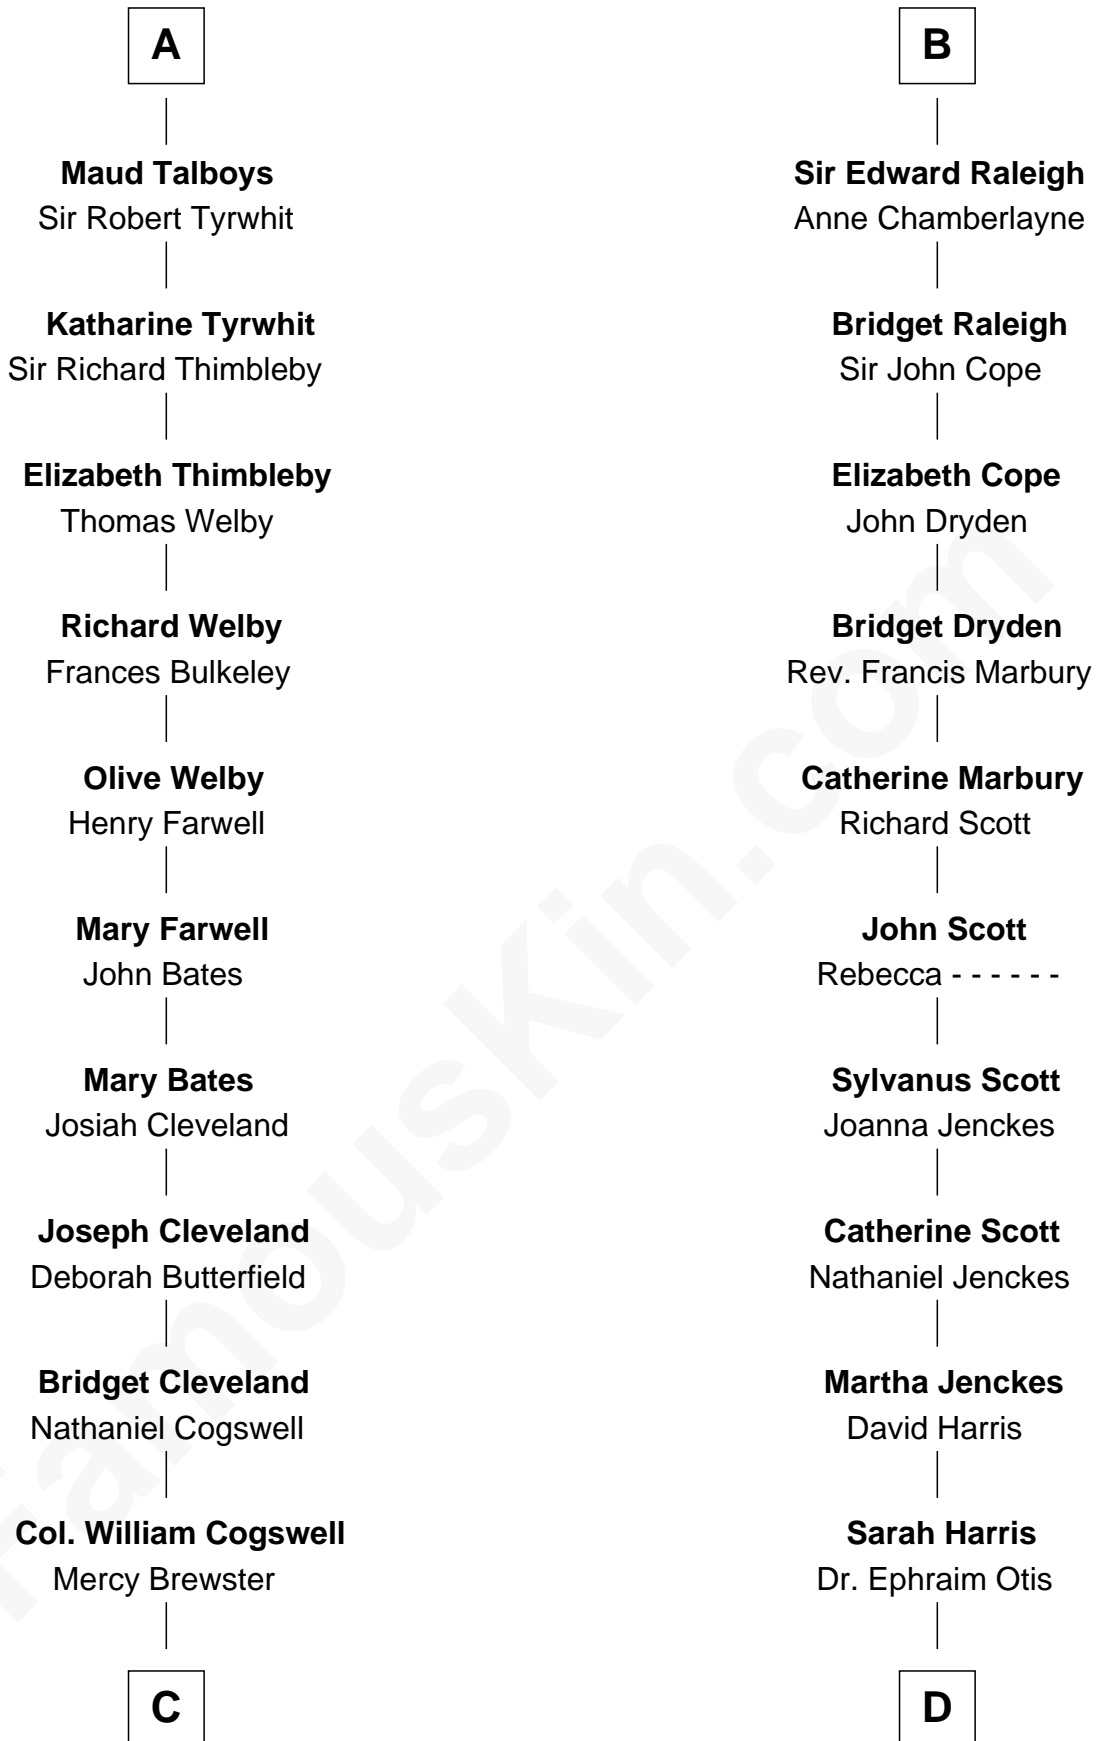 A
Maud Talboys
Sir Robert Tyrwhit
Katharine Tyrwhit
Sir Richard Thimbleby
Elizabeth Thimbleby
Thomas Welby
Richard Welby
Frances Bulkeley
Olive Welby
Henry Farwell
Mary Farwell
John Bates
Mary Bates
Josiah Cleveland
Joseph Cleveland
Deborah Butterfield
Bridget Cleveland
Nathaniel Cogswell
Col. William Cogswell
Mercy Brewster
C
B
Sir Edward Raleigh
Anne Chamberlayne
Bridget Raleigh
Sir John Cope
Elizabeth Cope
John Dryden
Bridget Dryden
Rev. Francis Marbury
Catherine Marbury
Richard Scott
John Scott
Rebecca - - - - - -
Sylvanus Scott
Joanna Jenckes
Catherine Scott
Nathaniel Jenckes
Martha Jenckes
David Harris
Sarah Harris
Dr. Ephraim Otis
D
FamousKin.com